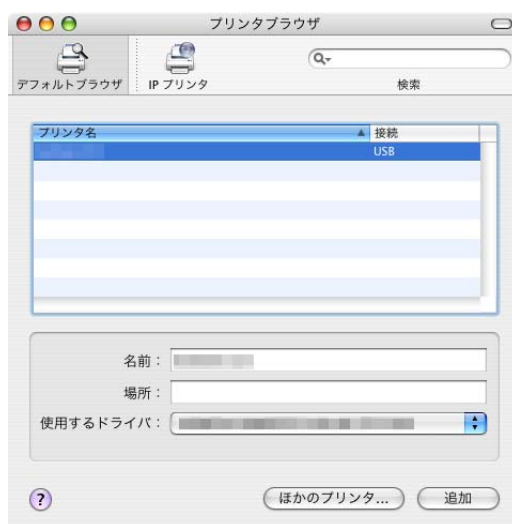 プリンタブラウザ
デフォルトブラウザ
IP プリンタ
検索
プリンタ名
接続
USB
名前：
場所：
使用するドライバ：
?
ほかのプリンタ...
追加